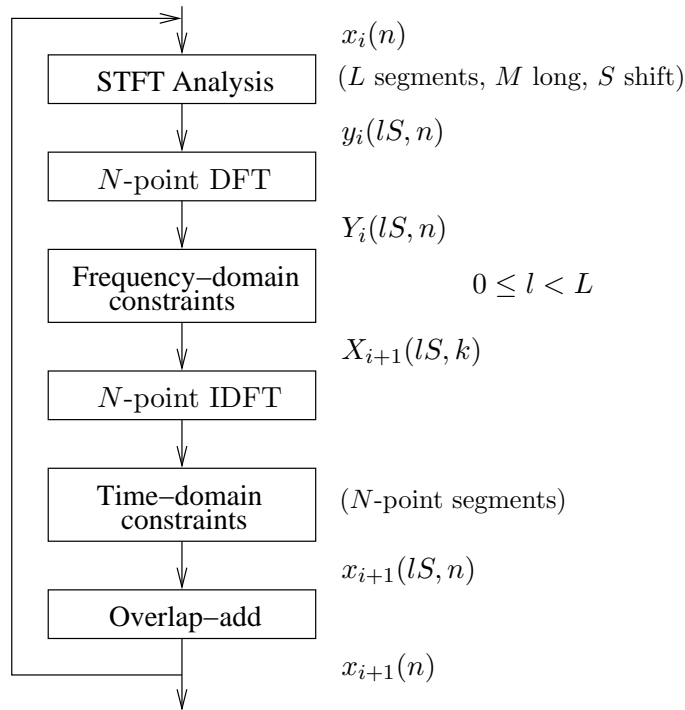 x_i(n)
STFT Analysis
(L segments, M long, S shift)
y_i(lS, n)
N-point DFT
Y_i(lS, n)
Frequency–domain
constraints
0 ≤ l < L
X_{i+1}(lS, k)
N-point IDFT
Time–domain
constraints
(N-point segments)
x_{i+1}(lS, n)
Overlap–add
x_{i+1}(n)